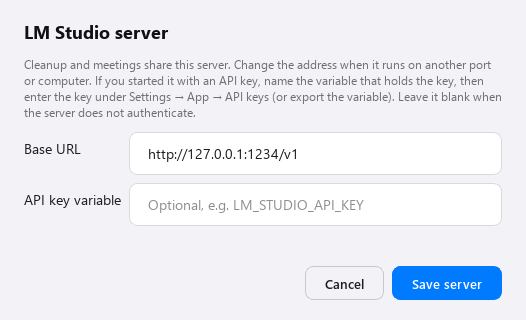 LM Studio server
Cleanup and meetings share this server. Change the address when it runs on another port
or computer. If you started it with an API key, name the variable that holds the key, then
enter the key under Settings → App → API keys (or export the variable). Leave it blank when
the server does not authenticate.
Base URL
http://127.0.0.1:1234/v1
API key variable
Optional, e.g. LM_STUDIO_API_KEY
Cancel
Save server